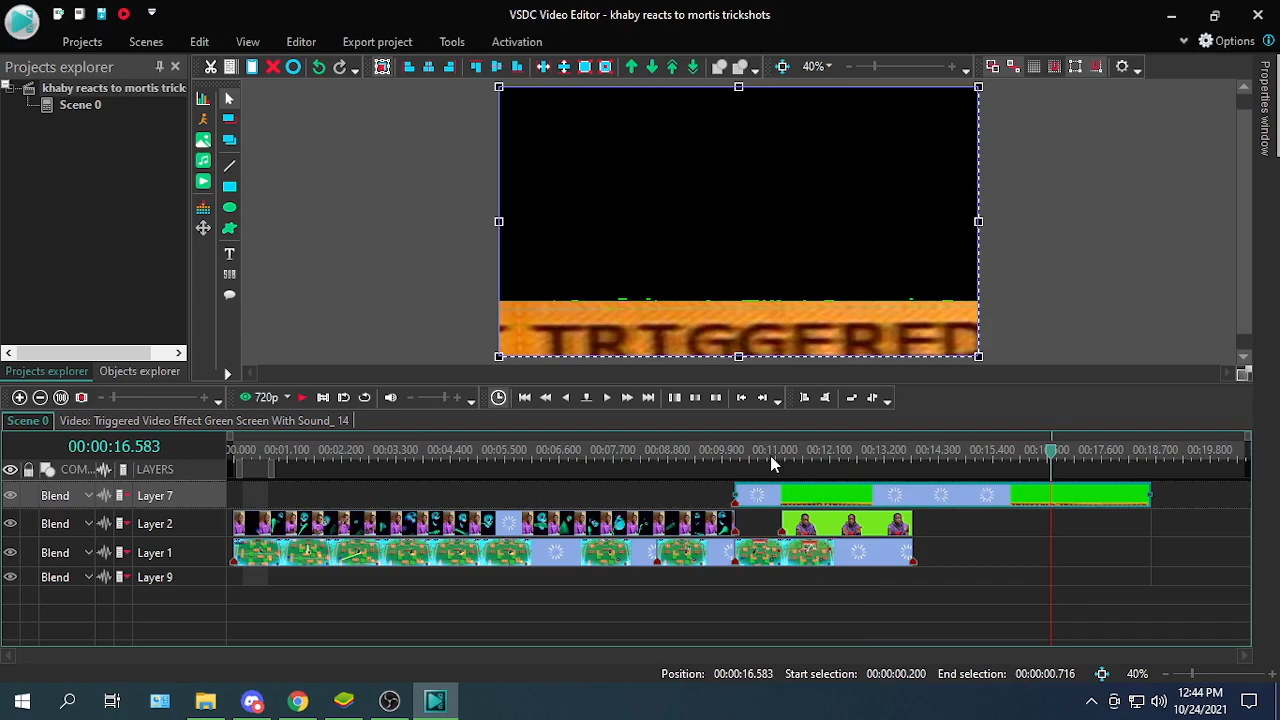 VSDC Video Editor - khaby reacts to mortis trickshots
Projects Scenes Edit View Editor Export project Tools Activation
Options
Projects explorer
40%
khaby reacts to mortis trick
Scene 0
Properties window
T
TRIGGERED
Projects explorer Objects explorer
720p
Scene 0 Video: Triggered Video Effect Green Screen With Sound_ 14
00:00:16.583
00.000 00:01.100 00:02.200 00:03.300 00:04.400 00:05.500 00:06.600 00:07.700 00:08.800 00:09.900 00:11.000 00:12.100 00:13.200 00:14.300 00:15.400 00:17.600 00:18.700 00:19.8
COM... LAYERS
Blend Layer 7
Blend Layer 2
Blend Layer 1
Blend Layer 9
Position: 00:00:16.583 Start selection: 00:00:00.200 End selection: 00:00:00.716 40%
12:44 PM
10/24/2021